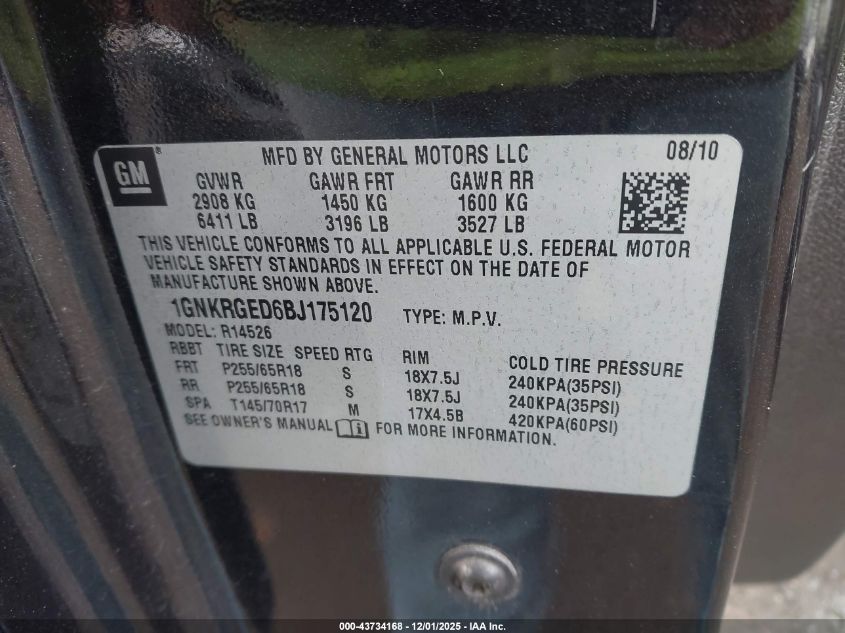 GM ® MFD BY GENERAL MOTORS LLC 08/10
GVWR GAWR FRT GAWR RR
2908 KG 1450 KG 1600 KG
6411 LB 3196 LB 3527 LB
THIS VEHICLE CONFORMS TO ALL APPLICABLE U.S. FEDERAL MOTOR
VEHICLE SAFETY STANDARDS IN EFFECT ON THE DATE OF
MANUFACTURE SHOWN ABOVE.
1GNKRGED6BJ175120 TYPE: M.P.V.
MODEL: R14526
RBBT TIRE SIZE SPEED RTG RIM COLD TIRE PRESSURE
FRT P255/65R18 S 18X7.5J 240KPA(35PSI)
RR P255/65R18 S 18X7.5J 240KPA(35PSI)
SPA T145/70R17 M 17X4.5B 420KPA(60PSI)
SEE OWNER'S MANUAL i FOR MORE INFORMATION.
000-43734168 - 12/01/2025 - IAA Inc.